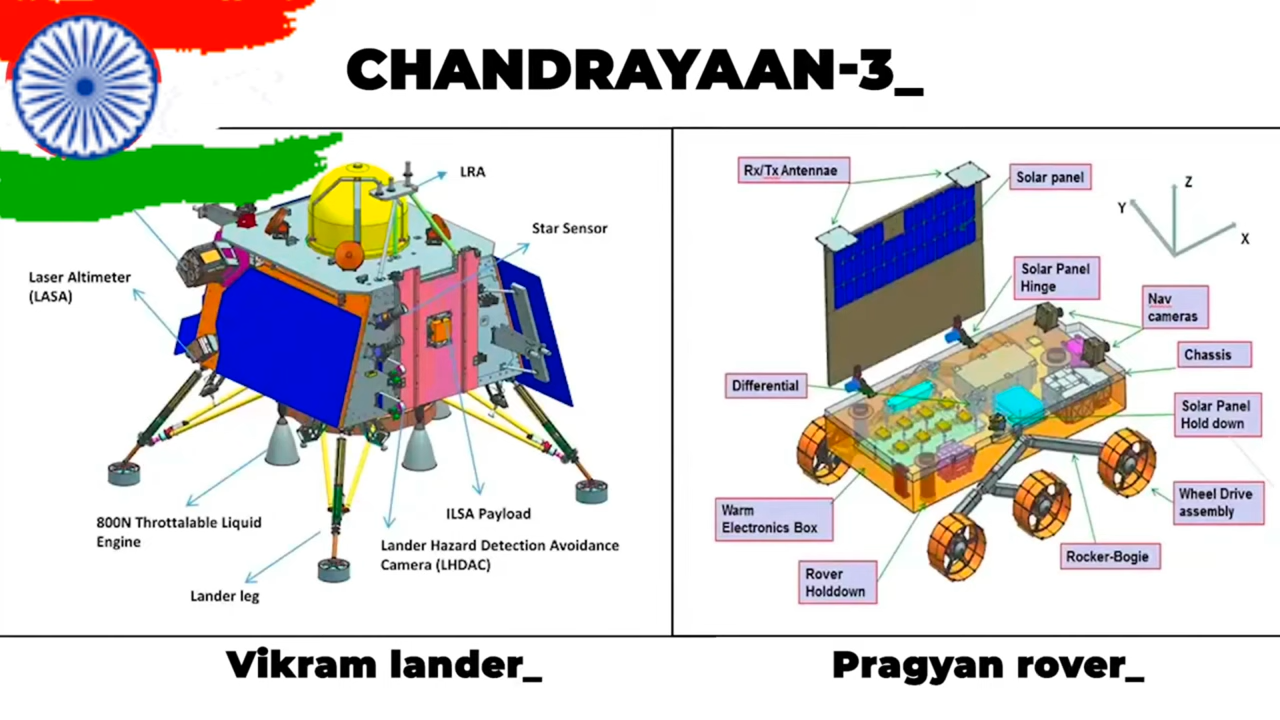 CHANDRAYAAN-3_
LRA
Star Sensor
Laser Altimeter
(LASA)
800N Throttalable Liquid
Engine
ILSA Payload
Lander Hazard Detection Avoidance
Camera (LHDAC)
Lander leg
Vikram lander_
Rx/Tx Antennae
Solar panel
Z
Y
X
Solar Panel
Hinge
Nav
cameras
Chassis
Differential
Solar Panel
Hold down
Warm
Electronics Box
Wheel Drive
assembly
Rocker-Bogie
Rover
Holddown
Pragyan rover_